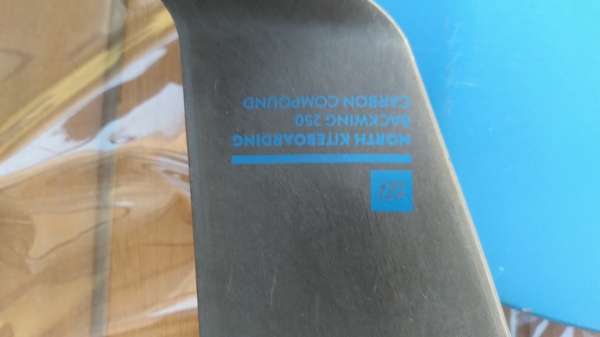 NORTH KITEBOARDING
BACKWING 250
CARBON COMPOUND